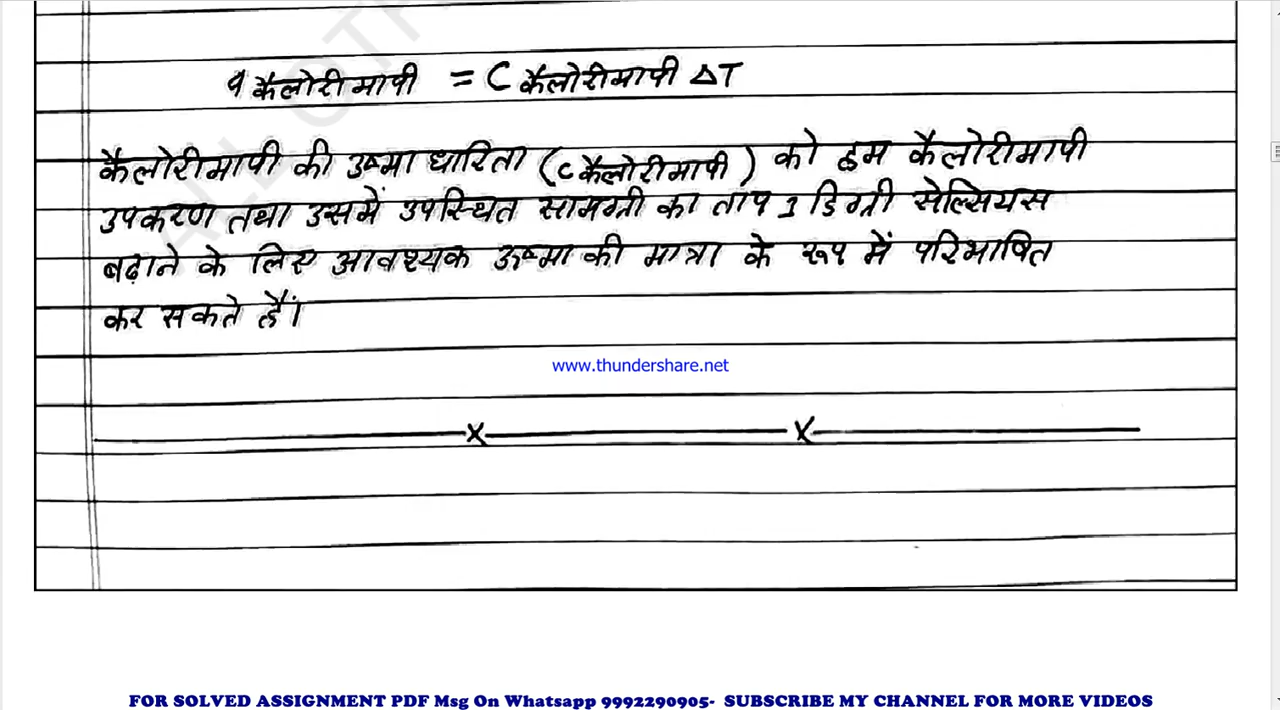 q कैलोरीमापी = C कैलोरीमापी ΔT
कैलोरीमापी की उष्मा धारिता (C कैलोरीमापी) को हम कैलोरीमापी
उपकरण तथा उसमें उपस्थित सामग्री का ताप 1 डिग्री सेल्सियस
बढ़ाने के लिए आवश्यक ऊष्मा की मात्रा के रूप में परिभाषित
कर सकते हैं।
www.thundershare.net
FOR SOLVED ASSIGNMENT PDF Msg On Whatsapp 9992290905- SUBSCRIBE MY CHANNEL FOR MORE VIDEOS